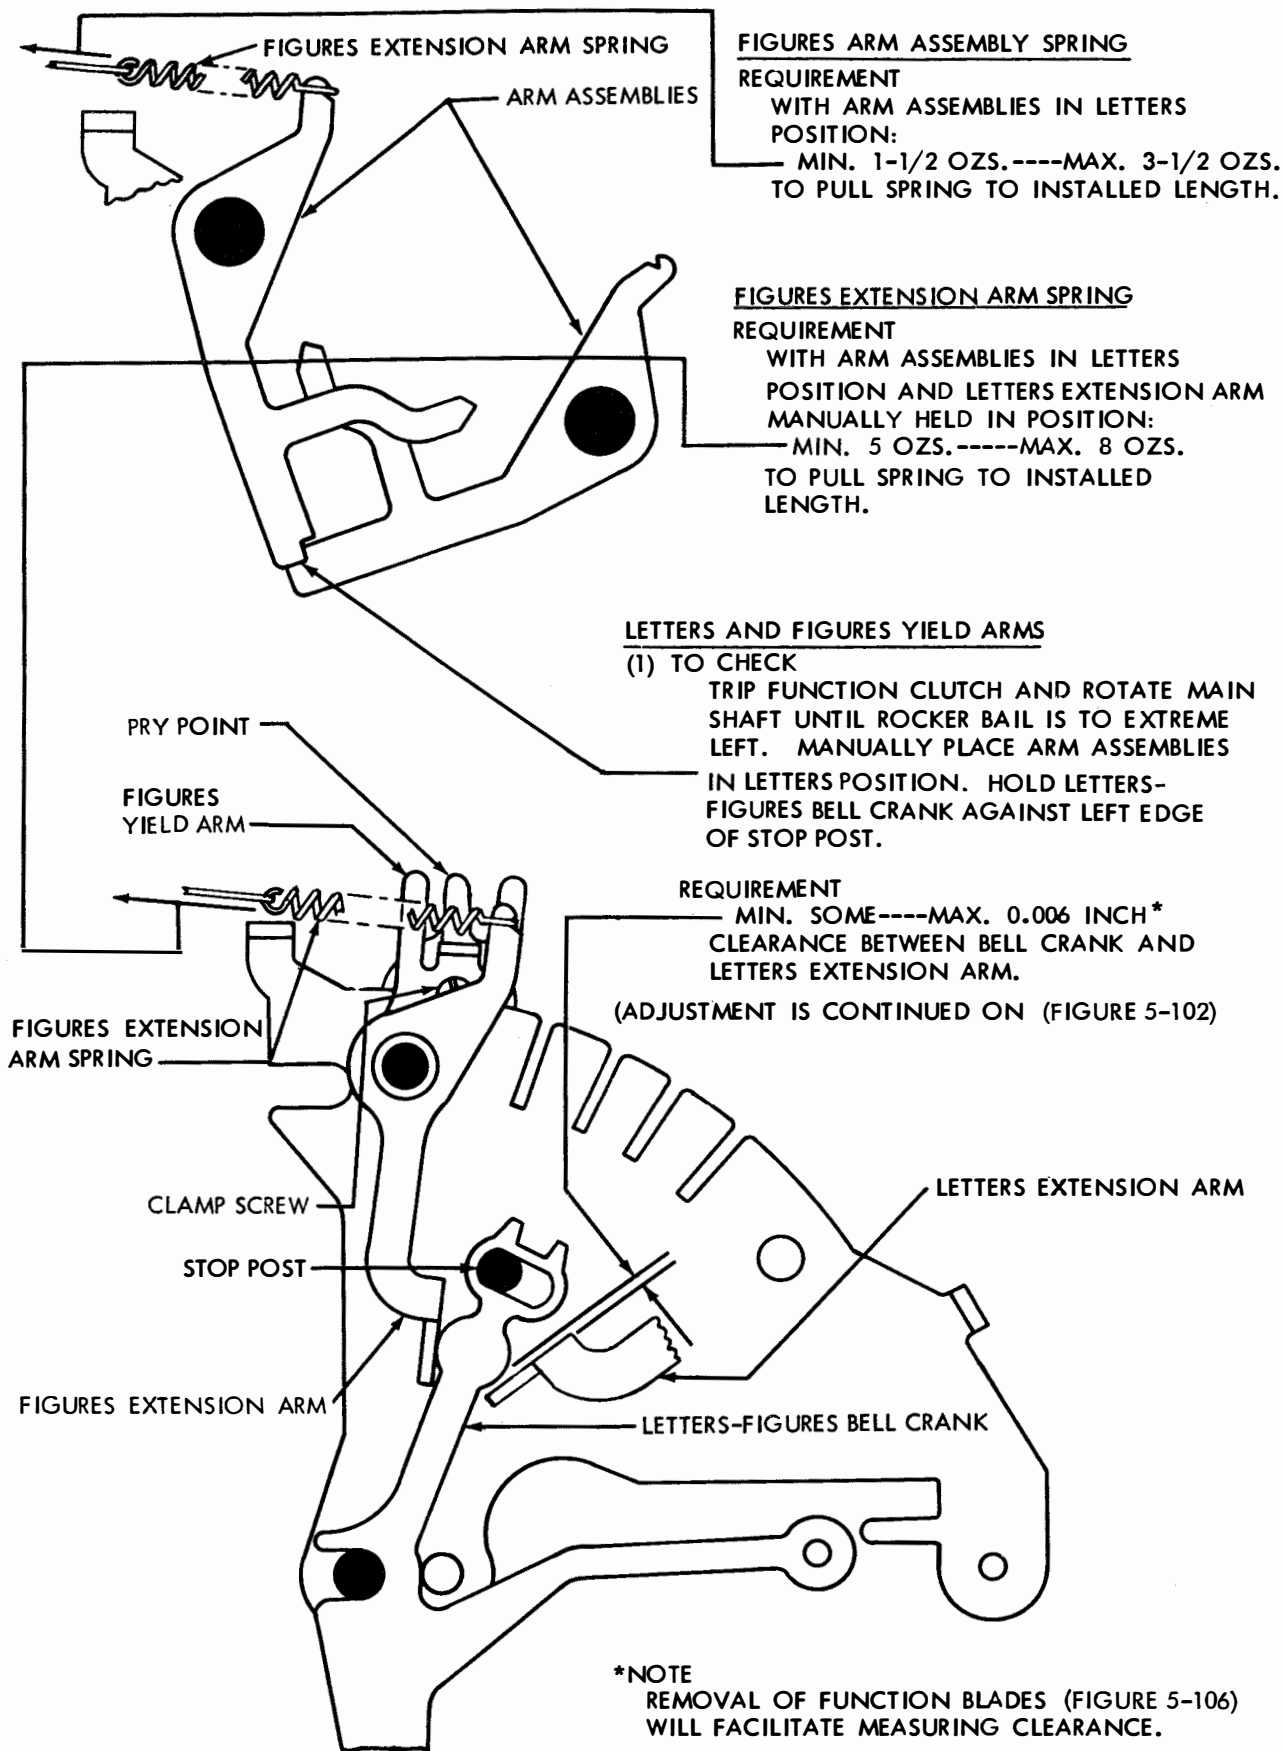 FIGURES EXTENSION ARM SPRING
ARM ASSEMBLIES
FIGURES ARM ASSEMBLY SPRING
REQUIREMENT
WITH ARM ASSEMBLIES IN LETTERS
POSITION:
MIN. 1-1/2 OZS.----MAX. 3-1/2 OZS.
TO PULL SPRING TO INSTALLED LENGTH.
FIGURES EXTENSION ARM SPRING
REQUIREMENT
WITH ARM ASSEMBLIES IN LETTERS
POSITION AND LETTERS EXTENSION ARM
MANUALLY HELD IN POSITION:
MIN. 5 OZS.-----MAX. 8 OZS.
TO PULL SPRING TO INSTALLED
LENGTH.
LETTERS AND FIGURES YIELD ARMS
(1) TO CHECK
TRIP FUNCTION CLUTCH AND ROTATE MAIN
SHAFT UNTIL ROCKER BAIL IS TO EXTREME
LEFT. MANUALLY PLACE ARM ASSEMBLIES
IN LETTERS POSITION. HOLD LETTERS-
FIGURES BELL CRANK AGAINST LEFT EDGE
OF STOP POST.
REQUIREMENT
MIN. SOME----MAX. 0.006 INCH*
CLEARANCE BETWEEN BELL CRANK AND
LETTERS EXTENSION ARM.
(ADJUSTMENT IS CONTINUED ON (FIGURE 5-102)
PRY POINT
FIGURES
YIELD ARM
FIGURES EXTENSION
ARM SPRING
CLAMP SCREW
STOP POST
LETTERS EXTENSION ARM
FIGURES EXTENSION ARM
LETTERS-FIGURES BELL CRANK
*NOTE
REMOVAL OF FUNCTION BLADES (FIGURE 5-106)
WILL FACILITATE MEASURING CLEARANCE.